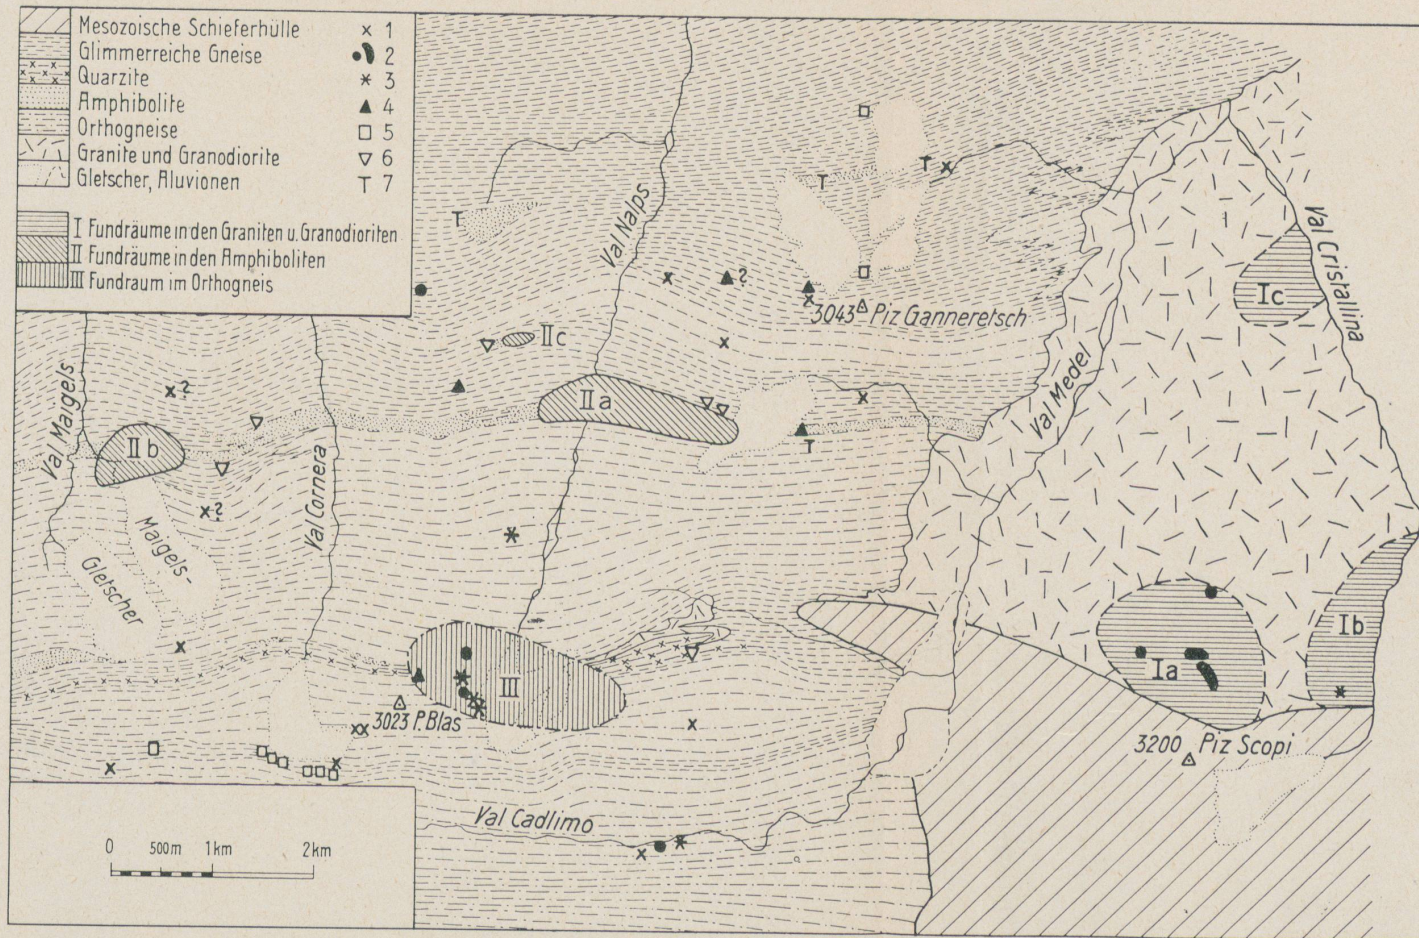 Mesozoische Schieferhülle x 1
Glimmerreiche Gneise 2
Quarzite 3
Amphibolite 4
Orthogneise 5
Granite und Granodiorite 6
Gletscher, Aluvionen T 7
I Fundräume in den Graniten u. Granodioriten
II Fundräume in den Amphiboliten
III Fundraum im Orthogneis
Val Nalps
T
T
T
x
Val Cristallina
Ic
x
?
x
3043 Piz Ganneretsch
IIc
x
Val Medel
Val Maigels
x ?
IIa
x
IIb
T
Val Cornera
x ?
Maigels-
Gletscher
Ib
Ia
x
III
3023 P. Blas
x
xx
3200 Piz Scopi
x
x
Val Cadlimo
x
0 500m 1km 2km